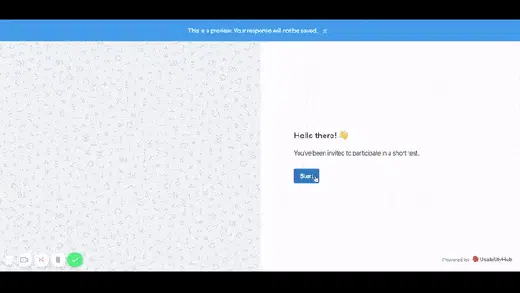 This is a preview. Your response will not be saved.
Hello there! 👋
You've been invited to participate in a short test.
Start
Powered by UsabilityHub